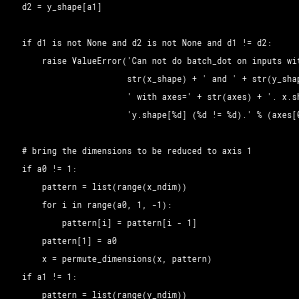 d2 = y_shape[a1]
if d1 is not None and d2 is not None and d1 != d2:
raise ValueError('Can not do batch_dot on inputs wit
str(x_shape) + ' and ' + str(y_shap
' with axes=' + str(axes) + '. x.sh
'y.shape[%d] (%d != %d).' % (axes[0
# bring the dimensions to be reduced to axis 1
if a0 != 1:
pattern = list(range(x_ndim))
for i in range(a0, 1, -1):
pattern[i] = pattern[i - 1]
pattern[1] = a0
x = permute_dimensions(x, pattern)
if a1 != 1:
pattern = list(range(y_ndim))